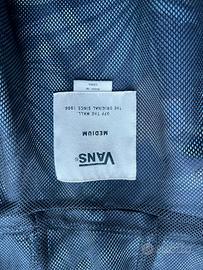 VANS
"OFF THE WALL"
THE ORIGINAL SINCE 1966
MEDIUM